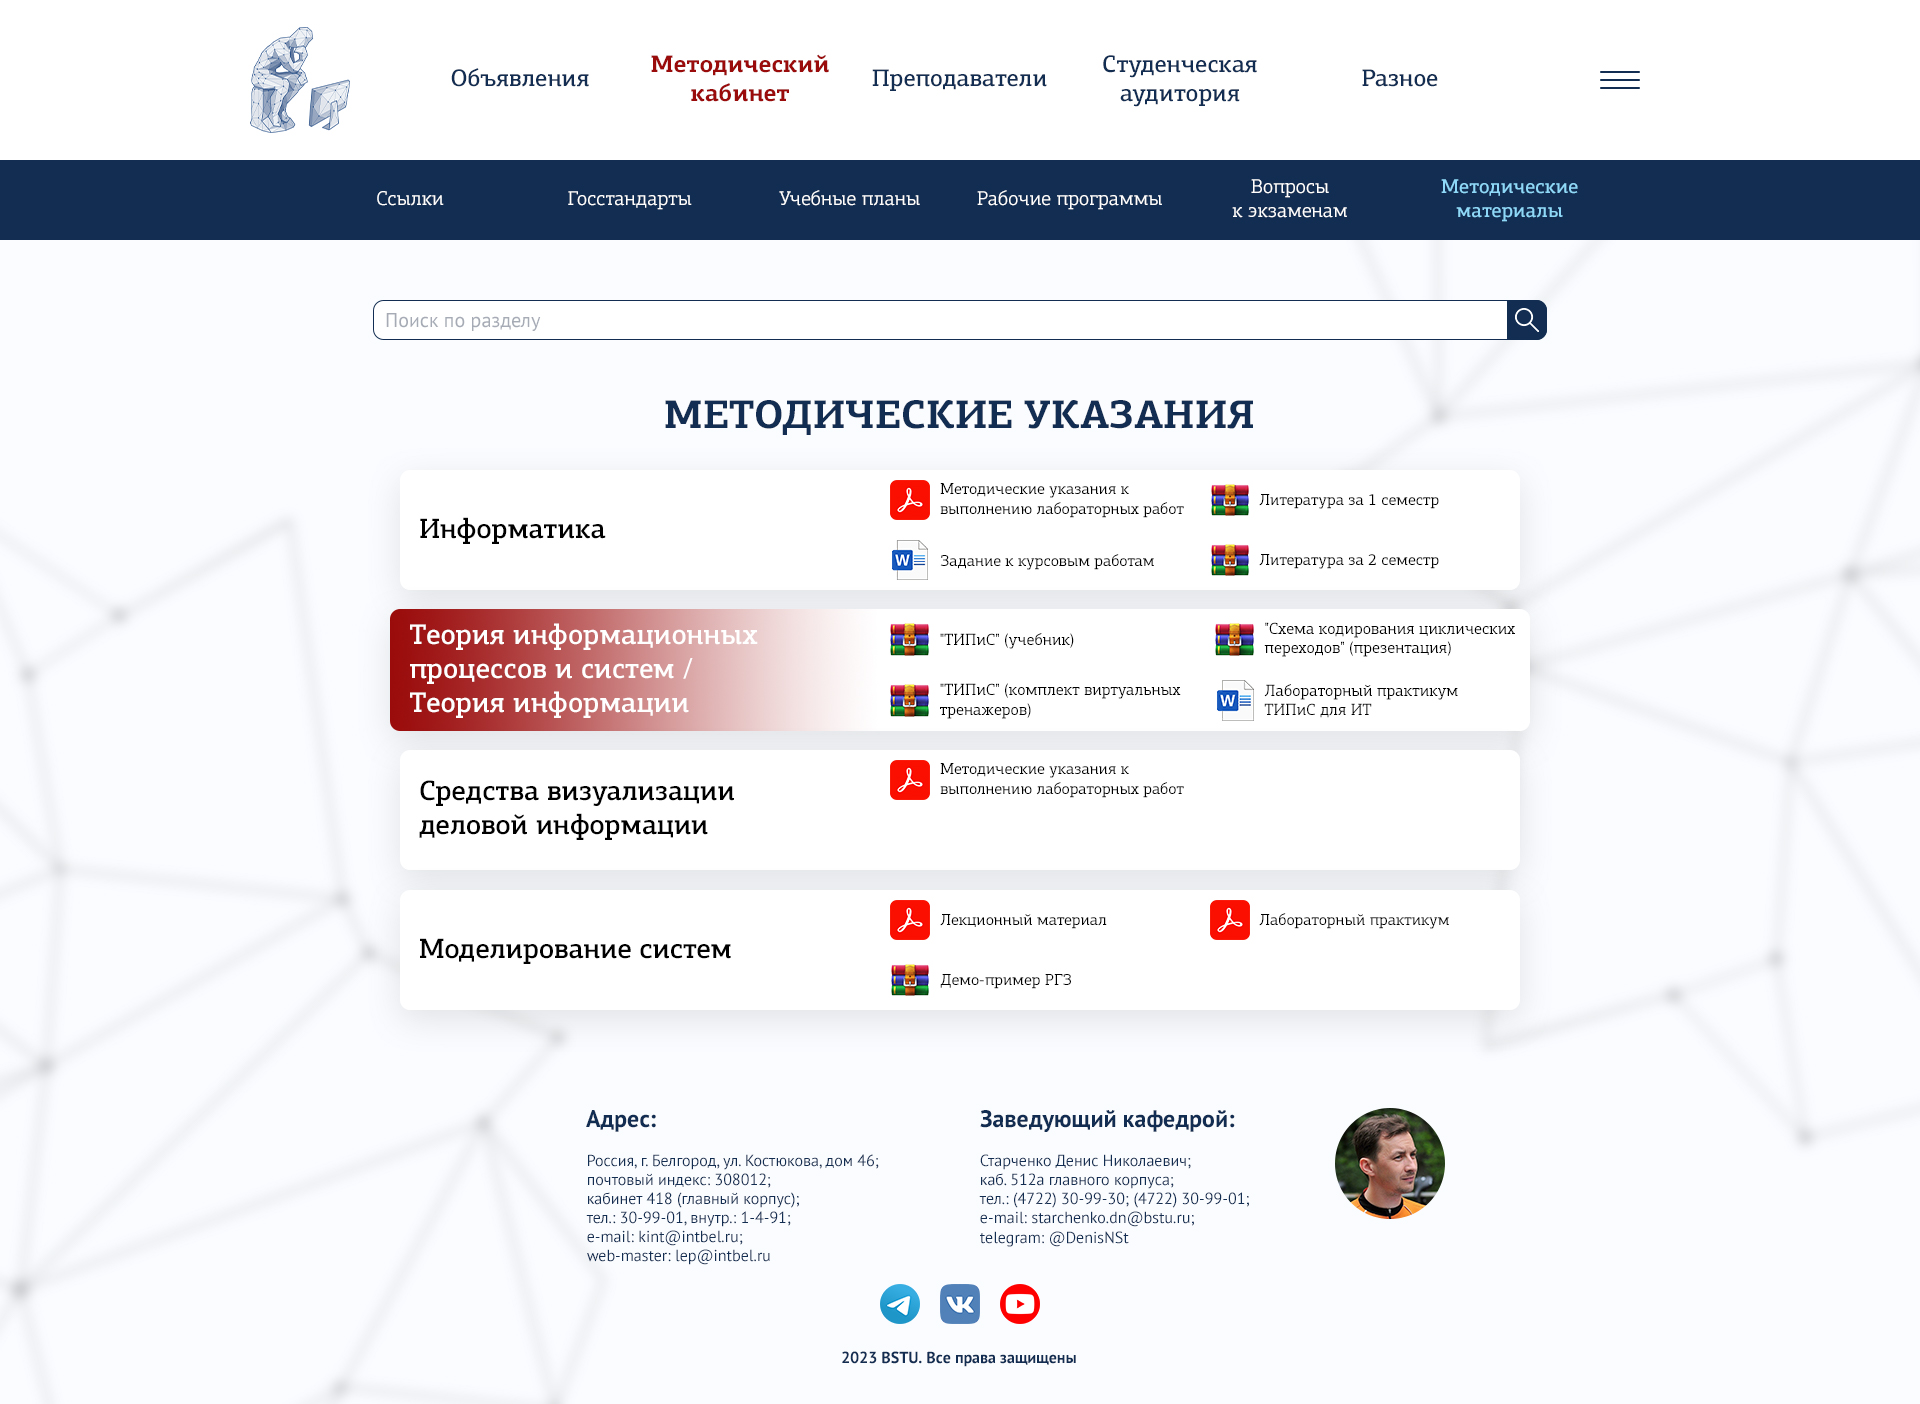 Объявления
Методический
кабинет
Преподаватели
Студенческая
аудитория
Разное
Ссылки
Госстандарты
Учебные планы
Рабочие программы
Вопросы
к экзаменам
Методические
материалы
Поиск по разделу
МЕТОДИЧЕСКИЕ УКАЗАНИЯ
Информатика
Методические указания к
выполнению лабораторных работ
Литература за 1 семестр
W
Задание к курсовым работам
Литература за 2 семестр
Теория информационных
процессов и систем /
Теория информации
"ТИПиС" (учебник)
"Схема кодирования циклических
переходов" (презентация)
"ТИПиС" (комплект виртуальных
тренажеров)
W
Лабораторный практикум
ТИПиС для ИТ
Средства визуализации
деловой информации
Методические указания к
выполнению лабораторных работ
Моделирование систем
Лекционный материал
Лабораторный практикум
Демо-пример РГЗ
Адрес:
Россия, г. Белгород, ул. Костюкова, дом 46;
почтовый индекс: 308012;
кабинет 418 (главный корпус);
тел.: 30-99-01, внутр.: 1-4-91;
e-mail: kint@intbel.ru;
web-master: lep@intbel.ru
Заведующий кафедрой:
Старченко Денис Николаевич;
каб. 512а главного корпуса;
тел.: (4722) 30-99-30; (4722) 30-99-01;
e-mail: starchenko.dn@bstu.ru;
telegram: @DenisNSt
2023 BSTU. Все права защищены